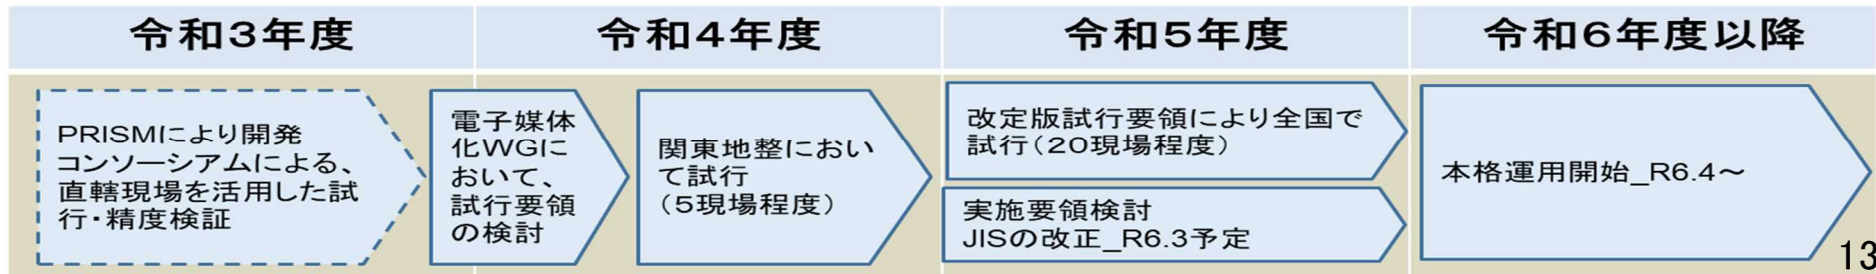 令和3年度
令和4年度
令和5年度
令和6年度以降
PRISMにより開発
コンソーシアムによる、
直轄現場を活用した試
行・精度検証
電子媒体
化WGに
おいて、
試行要領
の検討
関東地整におい
て試行
（5現場程度）
改定版試行要領により全国で
試行（20現場程度）
実施要領検討
JISの改正_R6.3予定
本格運用開始_R6.4～
13